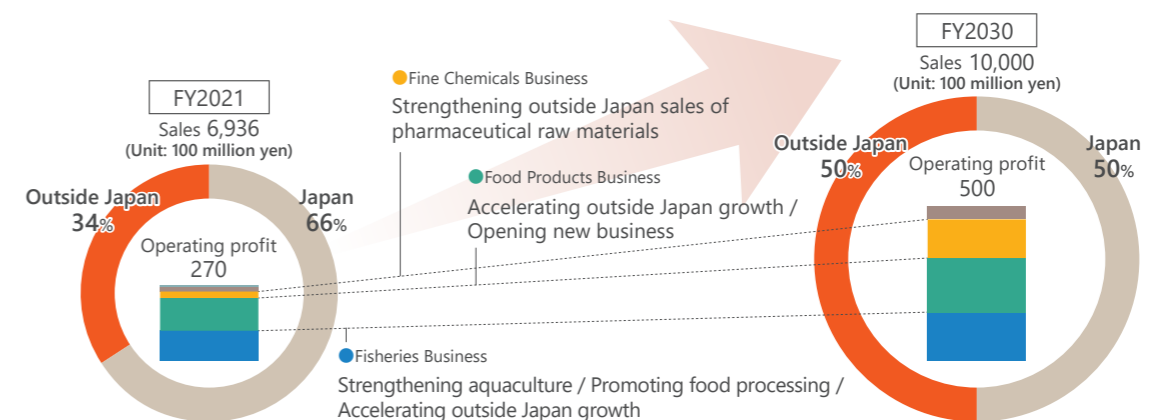 FY2021
Sales 6,936
(Unit: 100 million yen)
Outside Japan
34%
Japan
66%
Operating profit
270
Fine Chemicals Business
Strengthening outside Japan sales of
pharmaceutical raw materials
Food Products Business
Accelerating outside Japan growth /
Opening new business
Fisheries Business
Strengthening aquaculture / Promoting food processing /
Accelerating outside Japan growth
FY2030
Sales 10,000
(Unit: 100 million yen)
Outside Japan
50%
Japan
50%
Operating profit
500